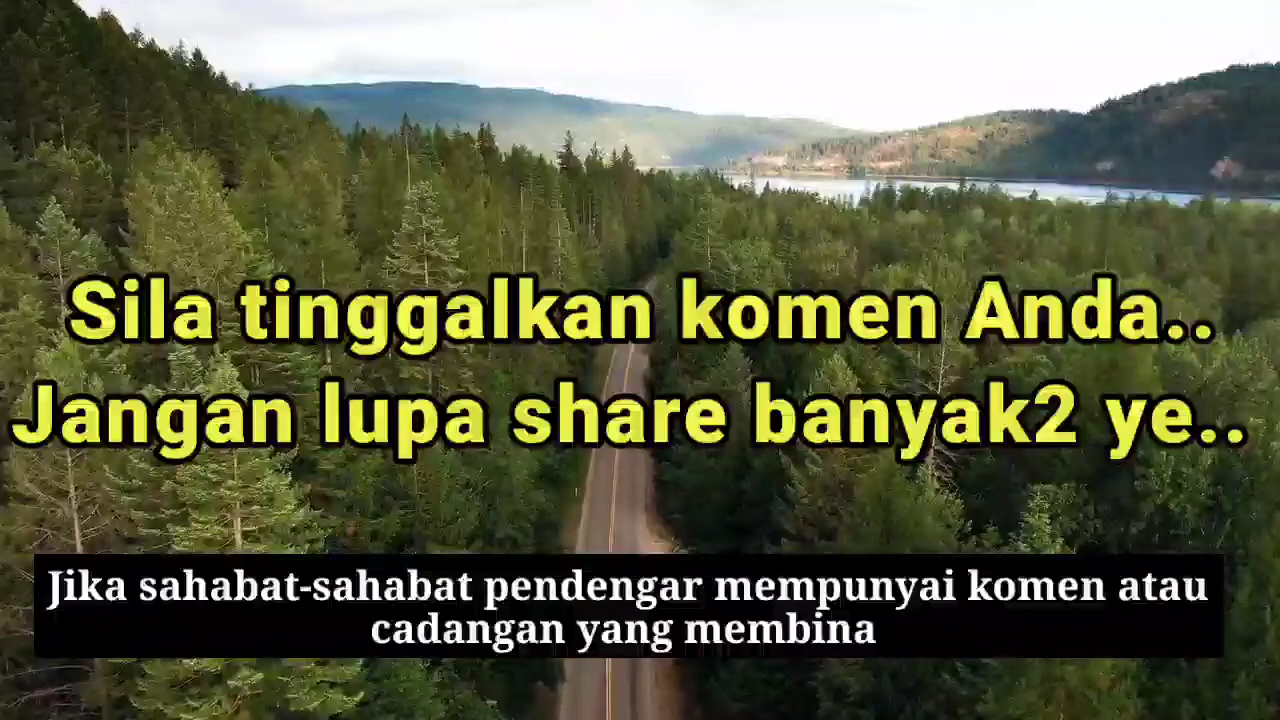 Sila tinggalkan komen Anda..
Jangan lupa share banyak2 ye..
Jika sahabat-sahabat pendengar mempunyai komen atau
cadangan yang membina